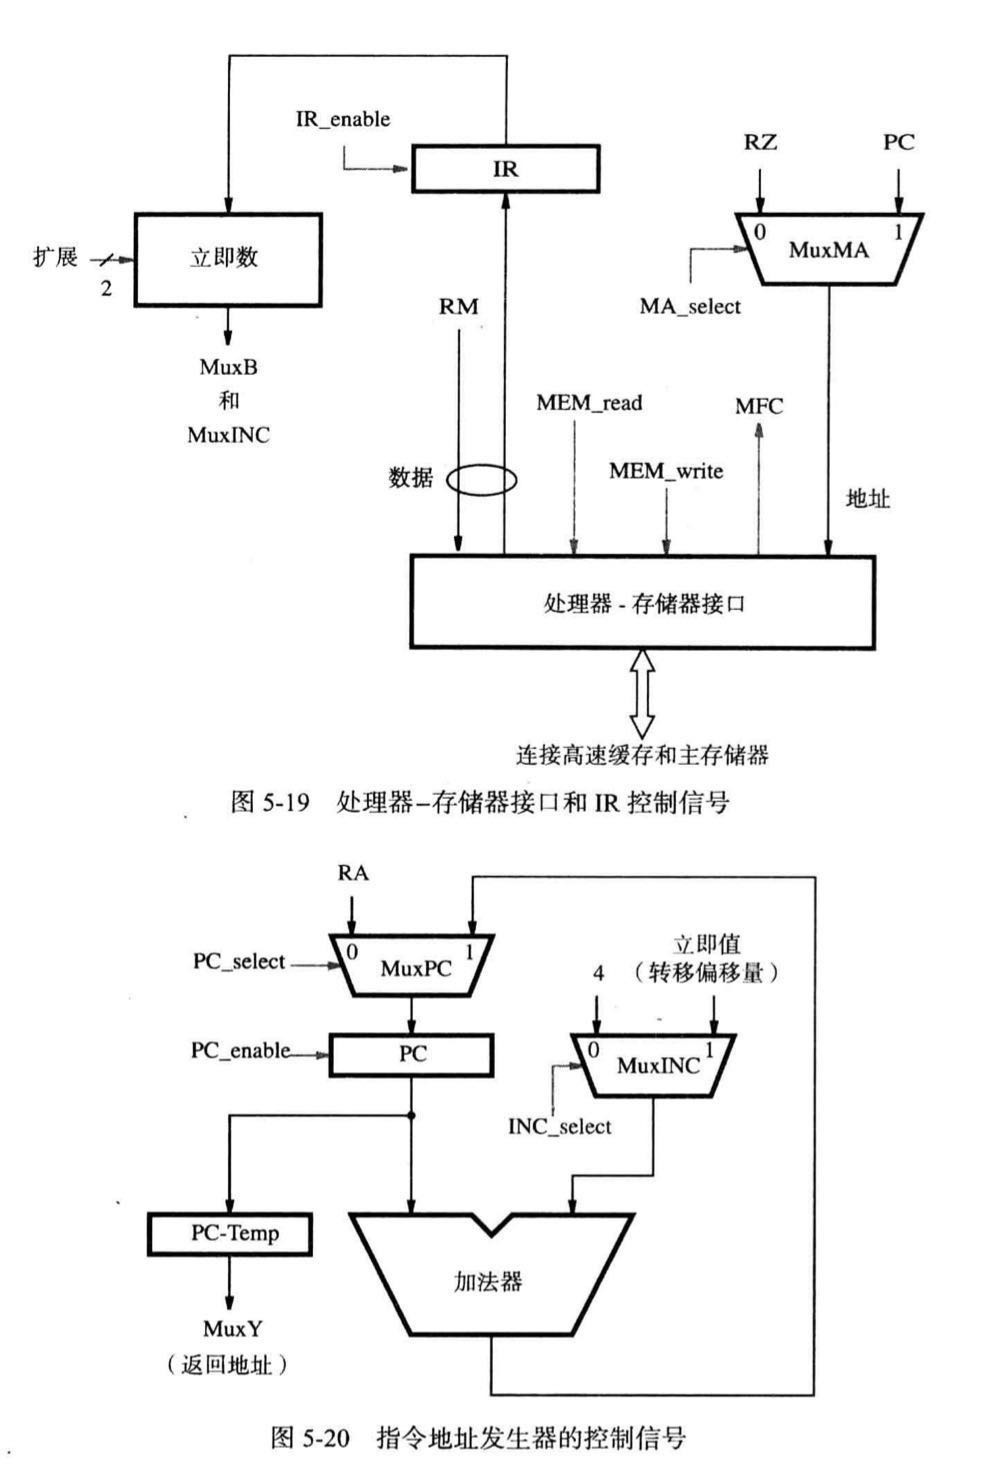 IR_enable
IR
RZ
PC
0
1
MuxMA
MA_select
扩展
2
立即数
RM
MuxB
和
MuxINC
MEM_read
MFC
MEM_write
数据
地址
处理器 - 存储器接口
连接高速缓存和主存储器
图 5-19 处理器–存储器接口和 IR 控制信号
RA
0
1
PC_select
MuxPC
立即值
4
（转移偏移量）
PC_enable
PC
0
1
MuxINC
INC_select
PC-Temp
加法器
MuxY
（返回地址）
图 5-20 指令地址发生器的控制信号